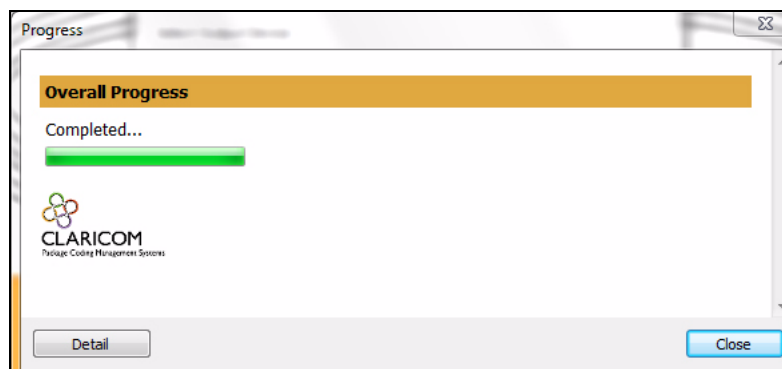 Progress
Overall Progress
Completed...
CLARICOM
Package Coding Management Systems
Detail
Close